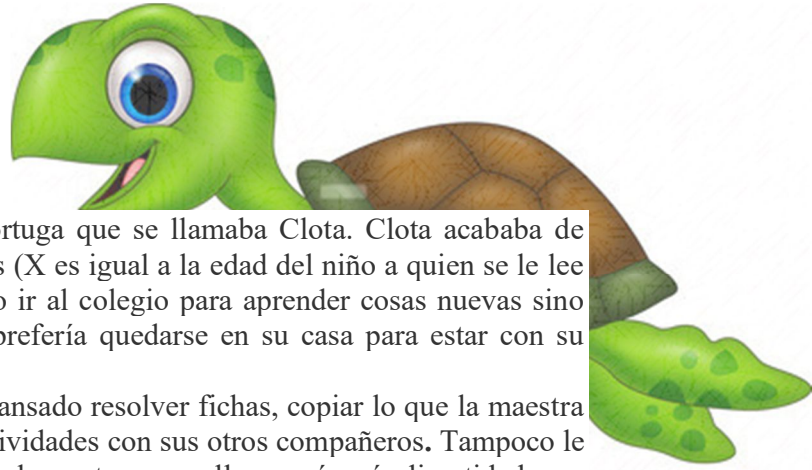 rtuga que se llamaba Clota. Clota acababa de
s (X es igual a la edad del niño a quien se le lee
o ir al colegio para aprender cosas nuevas sino
prefería quedarse en su casa para estar con su
ansado resolver fichas, copiar lo que la maestra
ividades con sus otros compañeros. Tampoco le